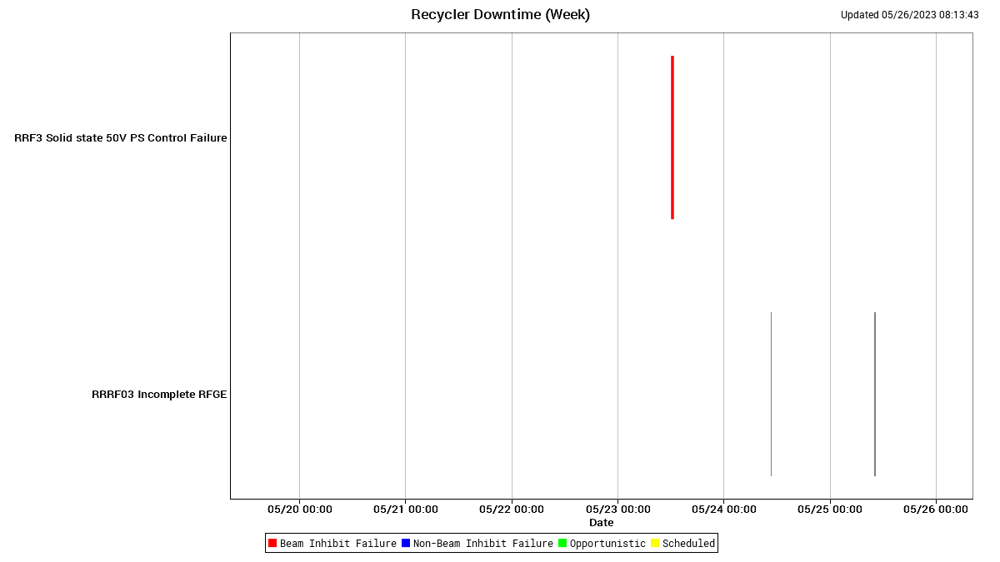 Recycler Downtime (Week)
Updated 05/26/2023 08:13:43
RRF3 Solid state 50V PS Control Failure
RRRF03 Incomplete RFGE
05/20 00:00 05/21 00:00 05/22 00:00 05/23 00:00 05/24 00:00 05/25 00:00 05/26 00:00
Date
Beam Inhibit Failure Non-Beam Inhibit Failure Opportunistic Scheduled